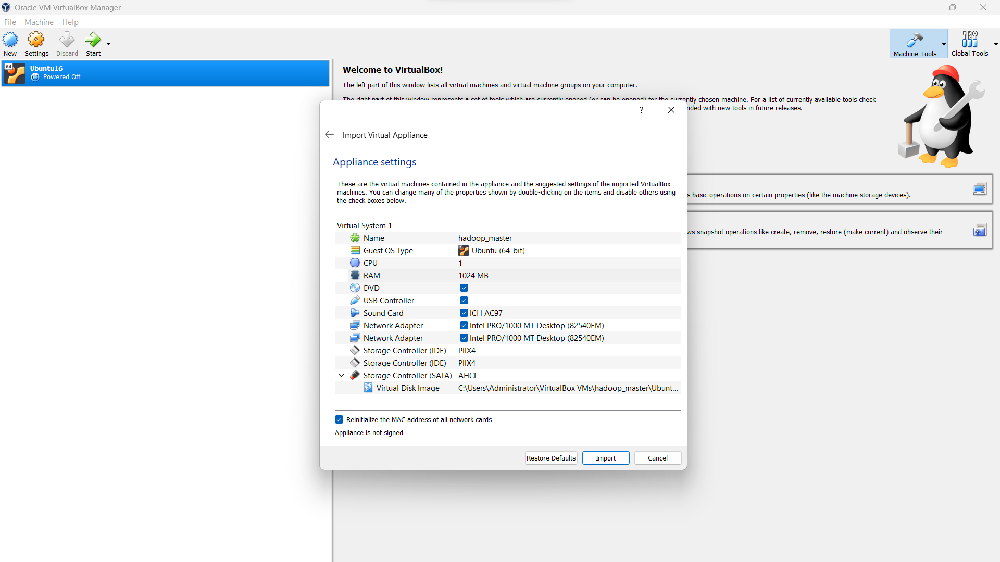 Oracle VM VirtualBox Manager
File Machine Help
New Settings Discard Start
Machine Tools Global Tools
64
Ubuntu16
Powered Off
Welcome to VirtualBox!
The left part of this window lists all virtual machines and virtual machine groups on your computer.
The right part of this window represents a set of tools which are currently opened (or can be opened) for the currently chosen machine. For a list of currently available tools check
nded with new tools in future releases.
s basic operations on certain properties (like the machine storage devices).
ws snapshot operations like create, remove, restore (make current) and observe their
?
Import Virtual Appliance
Appliance settings
These are the virtual machines contained in the appliance and the suggested settings of the imported VirtualBox
machines. You can change many of the properties shown by double-clicking on the items and disable others using
the check boxes below.
Virtual System 1
Name hadoop_master
Guest OS Type Ubuntu (64-bit)
CPU 1
RAM 1024 MB
DVD
USB Controller
Sound Card ICH AC97
Network Adapter Intel PRO/1000 MT Desktop (82540EM)
Network Adapter Intel PRO/1000 MT Desktop (82540EM)
Storage Controller (IDE) PIIX4
Storage Controller (IDE) PIIX4
Storage Controller (SATA) AHCI
Virtual Disk Image C:\Users\Administrator\VirtualBox VMs\hadoop_master\Ubunt...
Reinitialize the MAC address of all network cards
Appliance is not signed
Restore Defaults Import Cancel